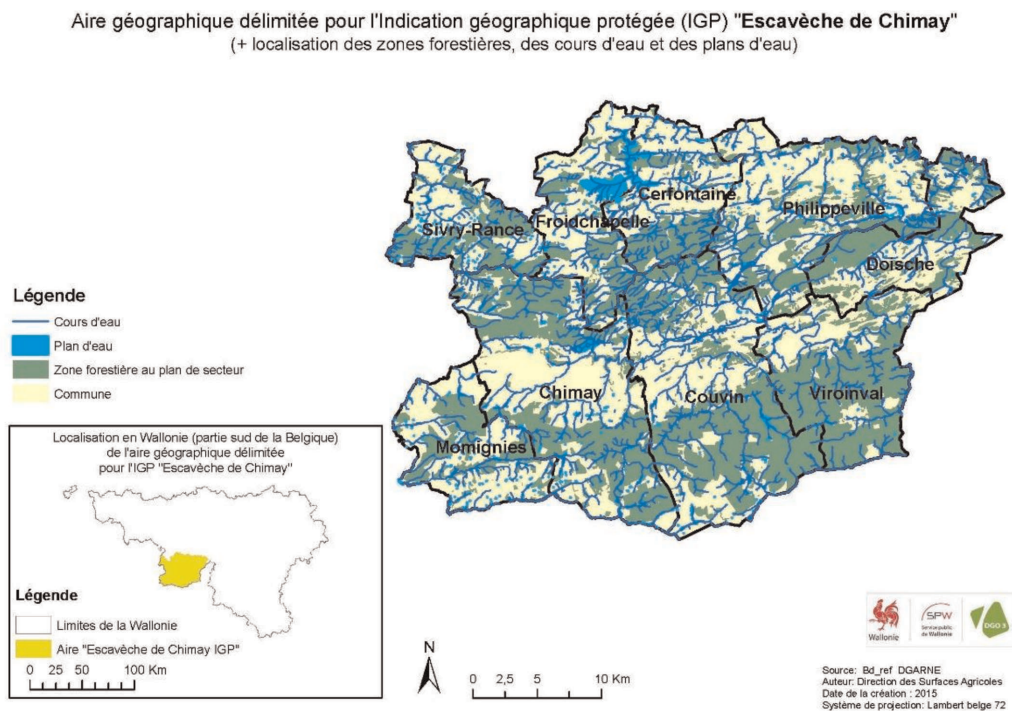 Aire géographique délimitée pour l'Indication géographique protégée (IGP) "Escavèche de Chimay"
(+ localisation des zones forestières, des cours d'eau et des plans d'eau)
Cerfontaine
Philippeville
Froidchapelle
Sivry-Rance
Doische
Chimay
Couvin
Viroinval
Momignies
Légende
Cours d'eau
Plan d'eau
Zone forestière au plan de secteur
Commune
Localisation en Wallonie (partie sud de la Belgique)
de l'aire géographique délimitée
pour l'IGP "Escavèche de Chimay"
Légende
Limites de la Wallonie
Aire "Escavèche de Chimay IGP"
0 25 50 100 Km
N
0 2,5 5 10 Km
Wallonie
SPW
Service public
de Wallonie
DGO 3
Source: Bd_ref DGARNE
Auteur: Direction des Surfaces Agricoles
Date de la création : 2015
Système de projection: Lambert belge 72